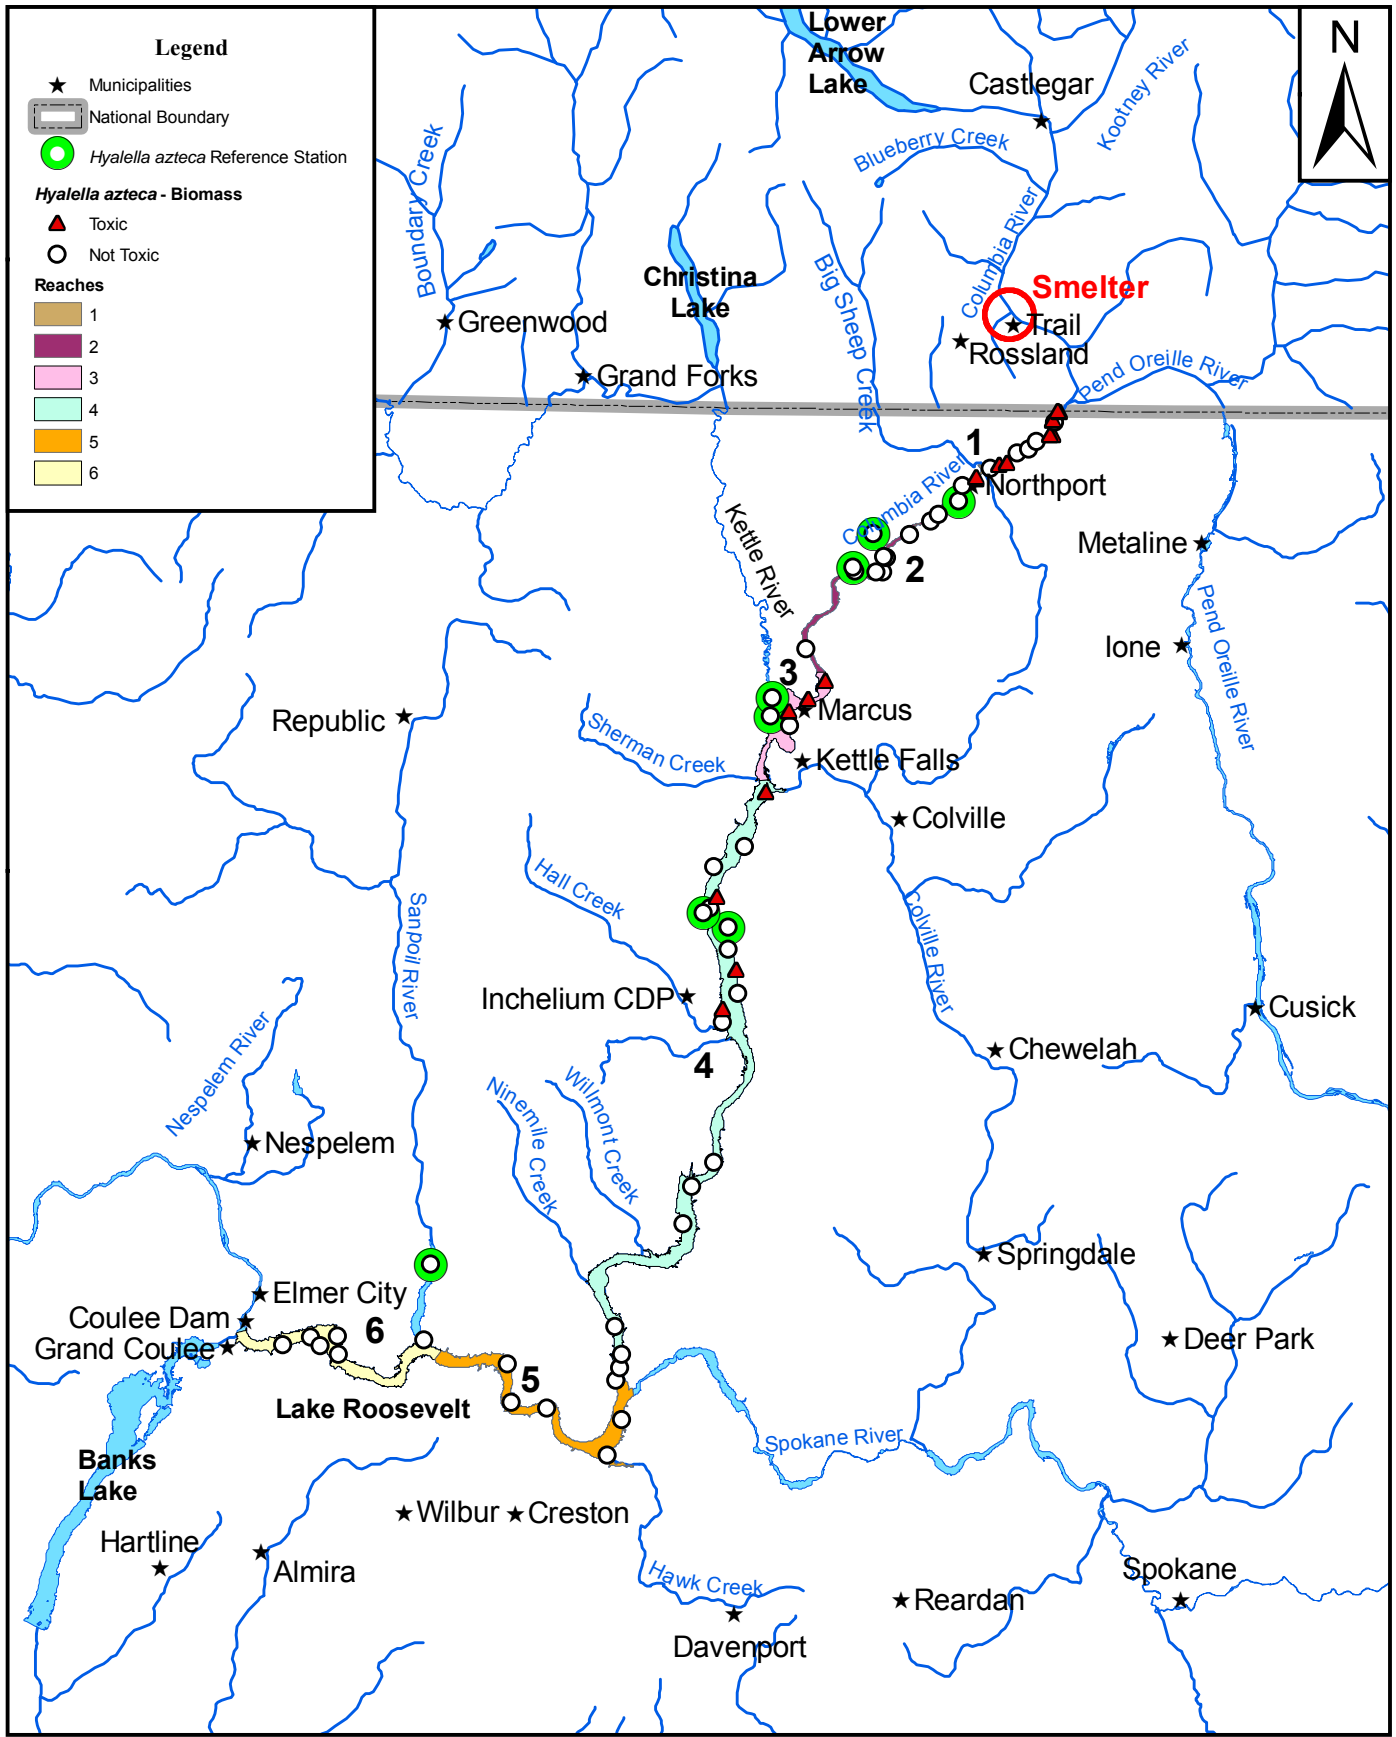 Legend
Municipalities
National Boundary
Hyalella azteca Reference Station
Hyalella azteca - Biomass
Toxic
Not Toxic
Reaches
1
2
3
4
5
6
N
Lower
Arrow
Lake
Castlegar
Kootney River
Blueberry Creek
Boundary Creek
Columbia River
Christina
Lake
Big Sheep Creek
Smelter
Trail
Rossland
Greenwood
Grand Forks
Pend Oreille River
1
Northport
Columbia River
Kettle River
2
Metaline
Pend Oreille River
Ione
3
Marcus
Republic
Sherman Creek
Kettle Falls
Colville
Hall Creek
Sanpoil River
Colville River
Inchelium CDP
Cusick
Nespelem River
Chewelah
4
Ninemile Creek
Wilmont Creek
Nespelem
Springdale
Elmer City
Coulee Dam
Grand Coulee
6
Deer Park
5
Lake Roosevelt
Spokane River
Banks
Lake
Wilbur
Creston
Hartline
Almira
Hawk Creek
Spokane
Reardan
Davenport